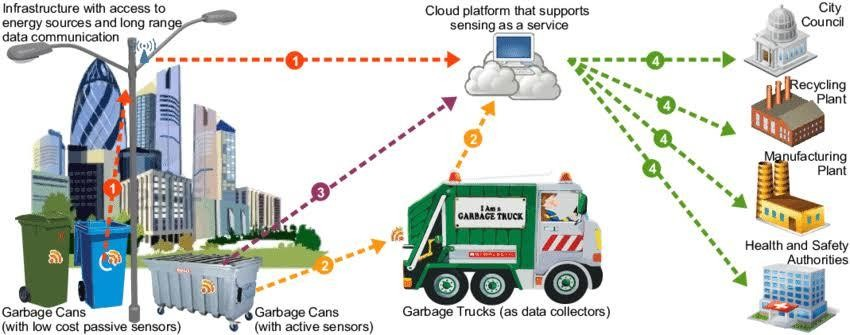 Infrastructure with access to
energy sources and long range
data communication
Cloud platform that supports
sensing as a service
City
Council
Recycling
Plant
Manufacturing
Plant
Health and Safety
Authorities
1
1
2
2
3
4
4
4
4
I Am a
GARBAGE TRUCK
Garbage Cans
(with low cost passive sensors)
Garbage Cans
(with active sensors)
Garbage Trucks (as data collectors)